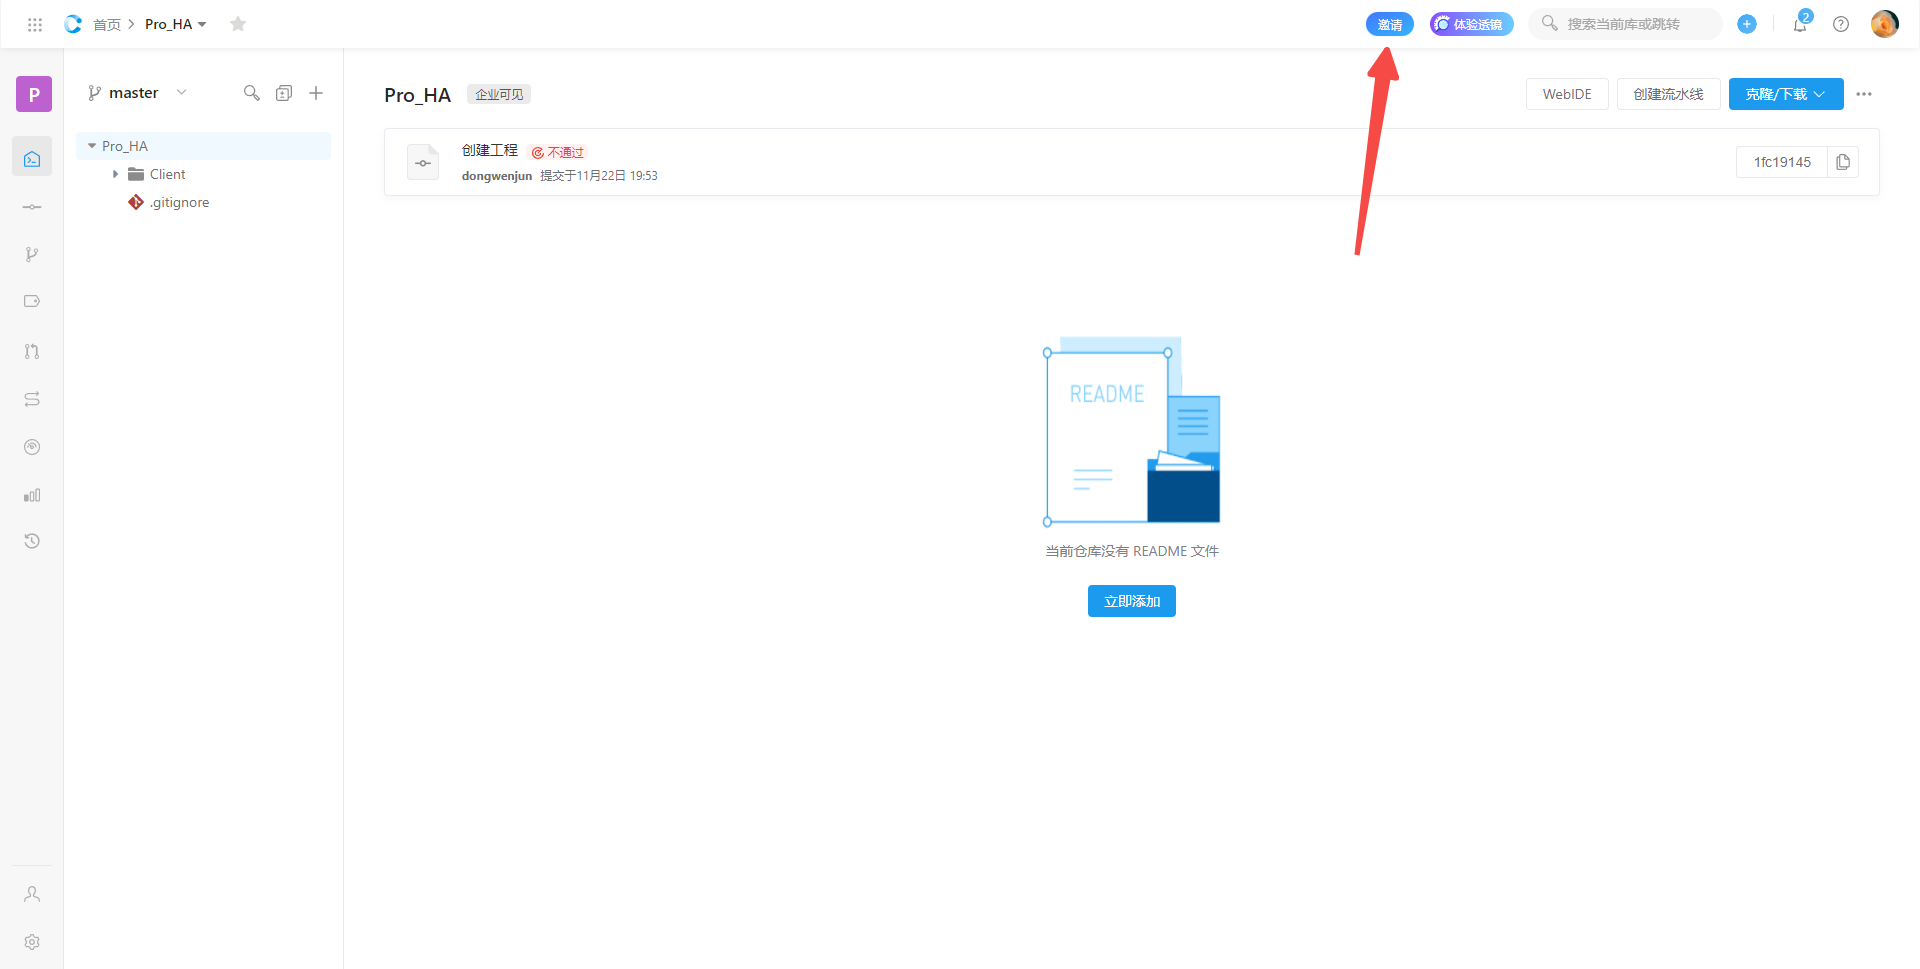 首页 Pro_HA
邀请
体验透镜
搜索当前库或跳转
2
P
master
Pro_HA
Client
.gitignore
Pro_HA 企业可见
WebIDE
创建流水线
克隆/下载
创建工程 不通过
dongwenjun 提交于11月22日 19:53
1fc19145
README
当前仓库没有 README 文件
立即添加